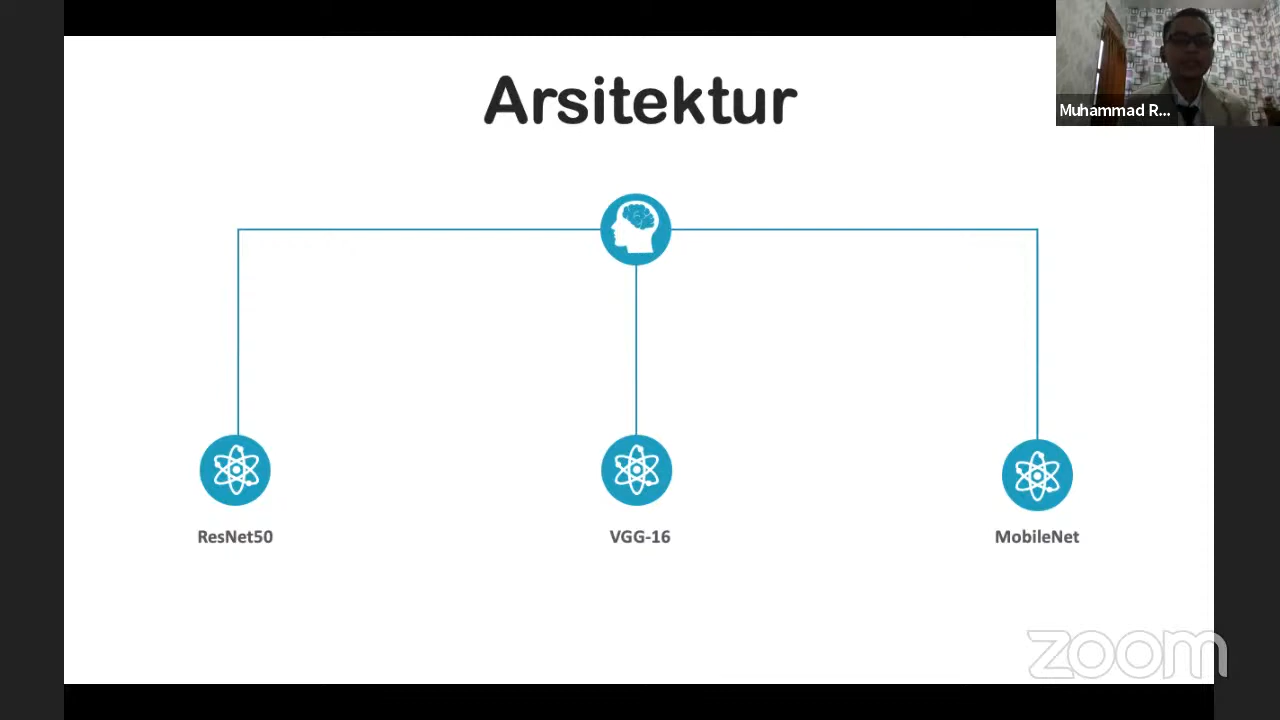 Arsitektur
Muhammad R...
ResNet50
VGG-16
MobileNet
zoom